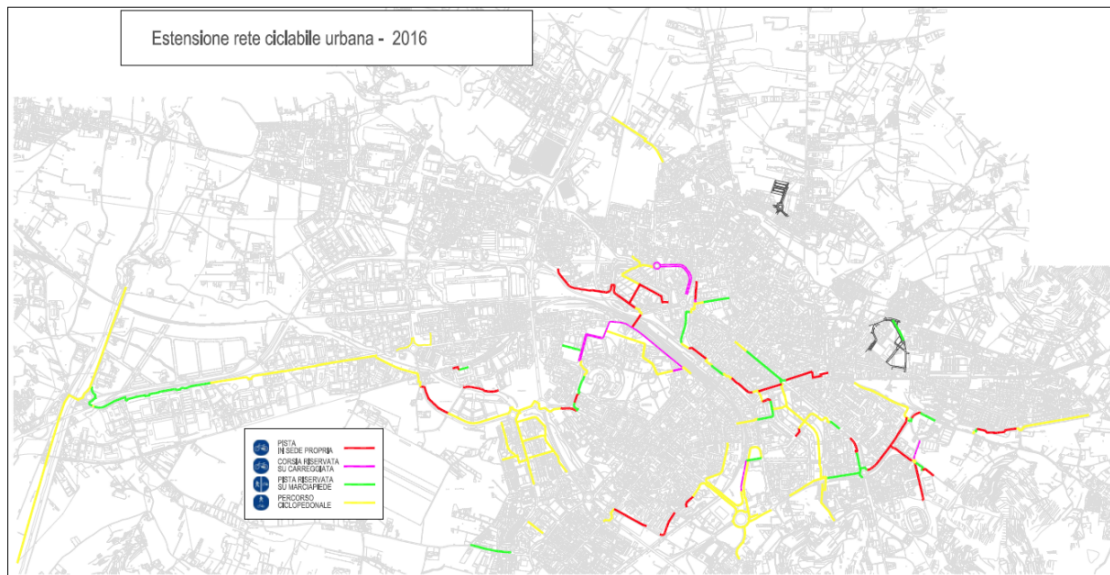 Estensione rete ciclabile urbana - 2016
PISTA
IN SEDE PROPRIA
CORSIA RISERVATA
SU CARREGGIATA
PISTA RISERVATA
SU MARCIAPIEDE
PERCORSO
CICLOPEDONALE